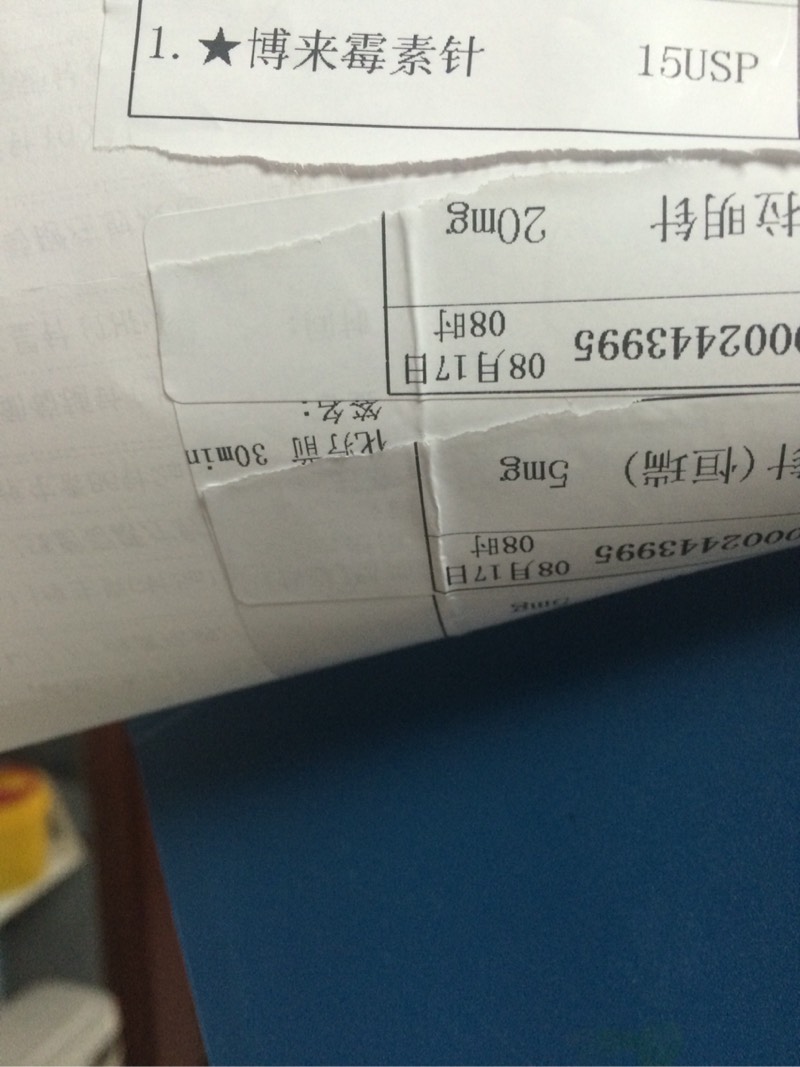 1. ★博来霉素针 15USP
拉明针 20mg
0002443995 08月17日
08时
化疗前 30min
签名：
针(恒瑞) 5mg
0002443995 08月17日
08时